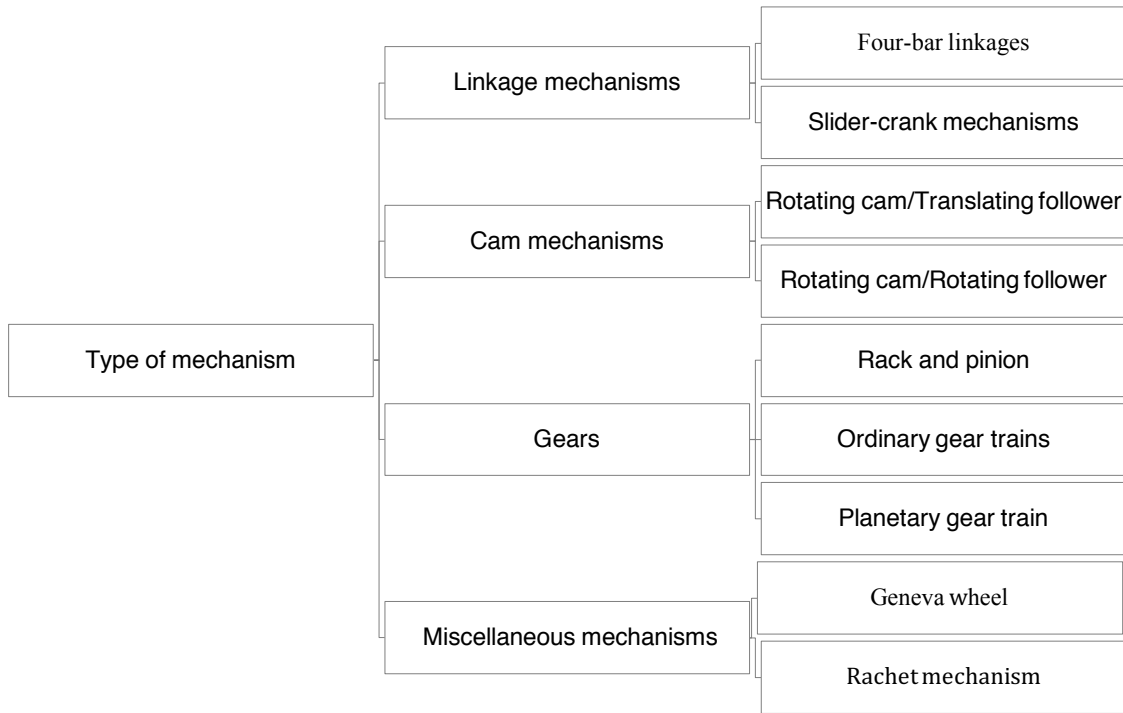 Four-bar linkages
Linkage mechanisms
Slider-crank mechanisms
Rotating cam/Translating follower
Cam mechanisms
Rotating cam/Rotating follower
Type of mechanism
Rack and pinion
Gears
Ordinary gear trains
Planetary gear train
Geneva wheel
Miscellaneous mechanisms
Rachet mechanism